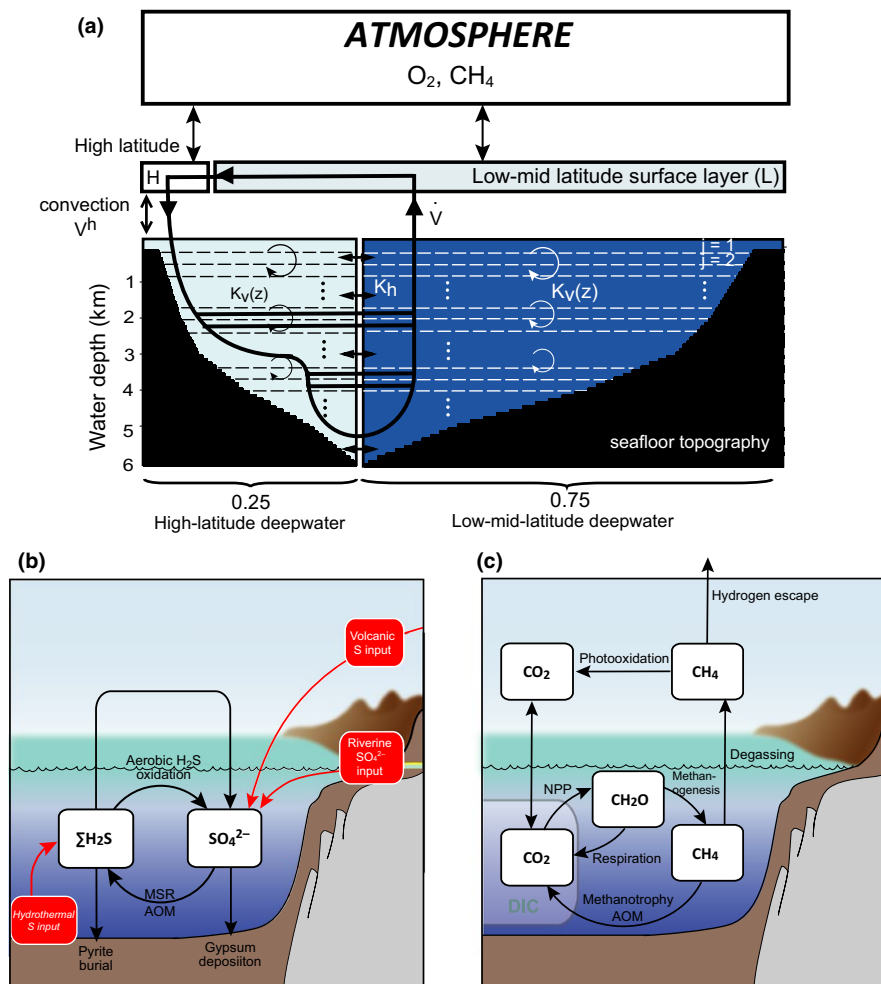 (a)
ATMOSPHERE
O₂, CH₄
High latitude
H
Low-mid latitude surface layer (L)
convection
Vʰ
V̇
j = 1
j = 2
1
2
3
4
5
6
Water depth (km)
Kᵥ(z)
Kₕ
Kᵥ(z)
seafloor topography
0.25
High-latitude deepwater
0.75
Low-mid-latitude deepwater
(b)
Volcanic
S input
Riverine
SO₄²⁻
input
Aerobic H₂S
oxidation
∑H₂S
SO₄²⁻
MSR
AOM
Hydrothermal
S input
Pyrite
burial
Gypsum
deposiiton
(c)
Hydrogen escape
CO₂
Photooxidation
CH₄
Degassing
NPP
CH₂O
Methan-
ogenesis
CO₂
Respiration
CH₄
DIC
Methanotrophy
AOM